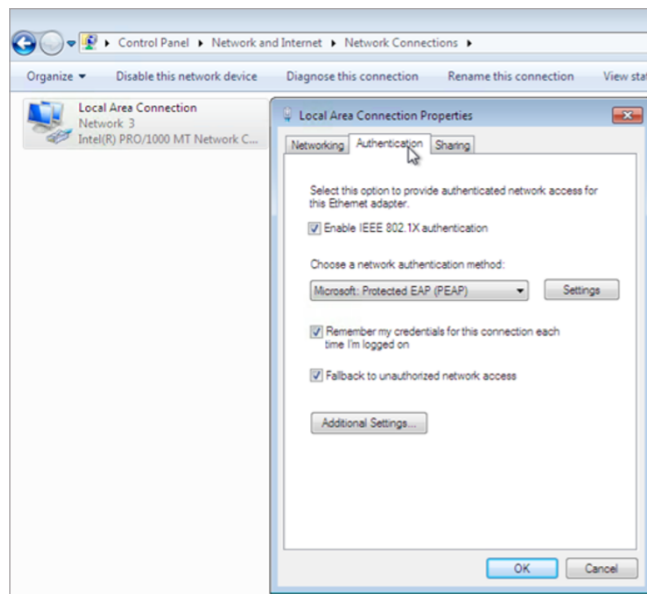 Control Panel ▸ Network and Internet ▸ Network Connections ▸
Organize Disable this network device Diagnose this connection Rename this connection View sta
Local Area Connection
Network 3
Intel(R) PRO/1000 MT Network C...
Local Area Connection Properties
Networking Authentication Sharing
Select this option to provide authenticated network access for
this Ethernet adapter.
Enable IEEE 802.1X authentication
Choose a network authentication method:
Microsoft: Protected EAP (PEAP) Settings
Remember my credentials for this connection each
time I'm logged on
Fallback to unauthorized network access
Additional Settings...
OK Cancel